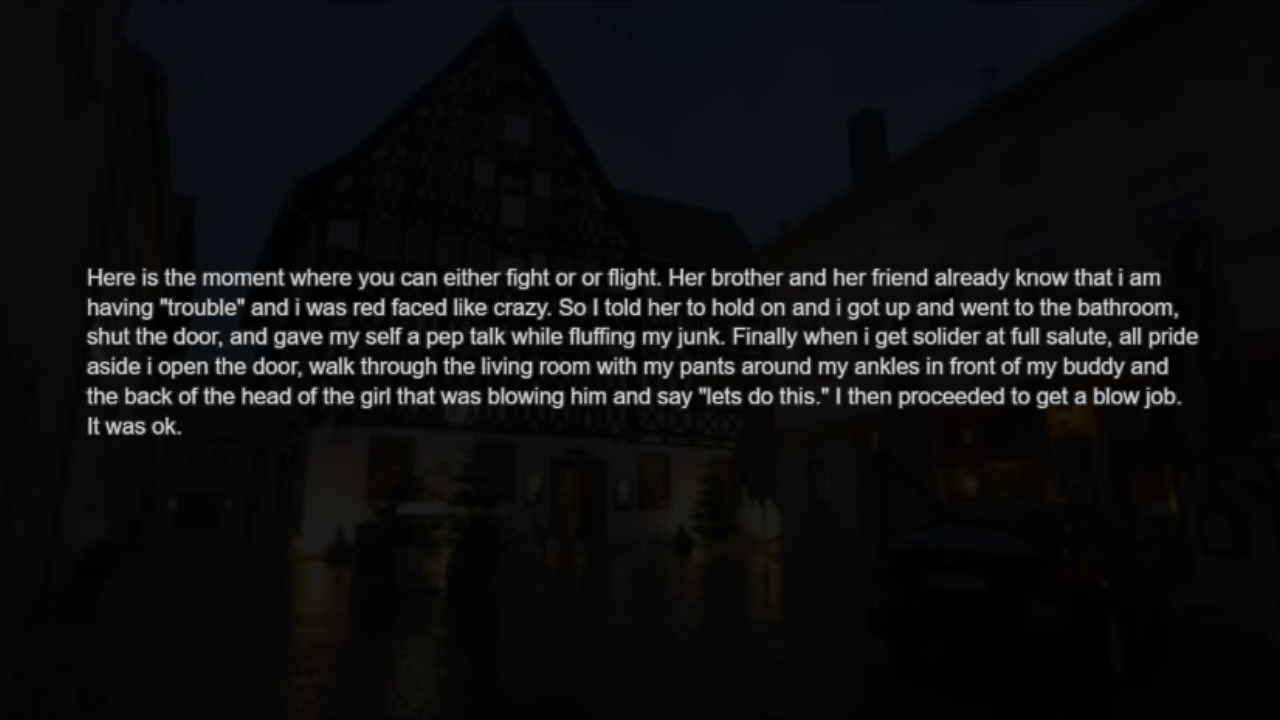 Here is the moment where you can either fight or or flight. Her brother and her friend already know that i am
having "trouble" and i was red faced like crazy. So I told her to hold on and i got up and went to the bathroom,
shut the door, and gave my self a pep talk while fluffing my junk. Finally when i get solider at full salute, all pride
aside i open the door, walk through the living room with my pants around my ankles in front of my buddy and
the back of the head of the girl that was blowing him and say "lets do this." I then proceeded to get a blow job.
It was ok.